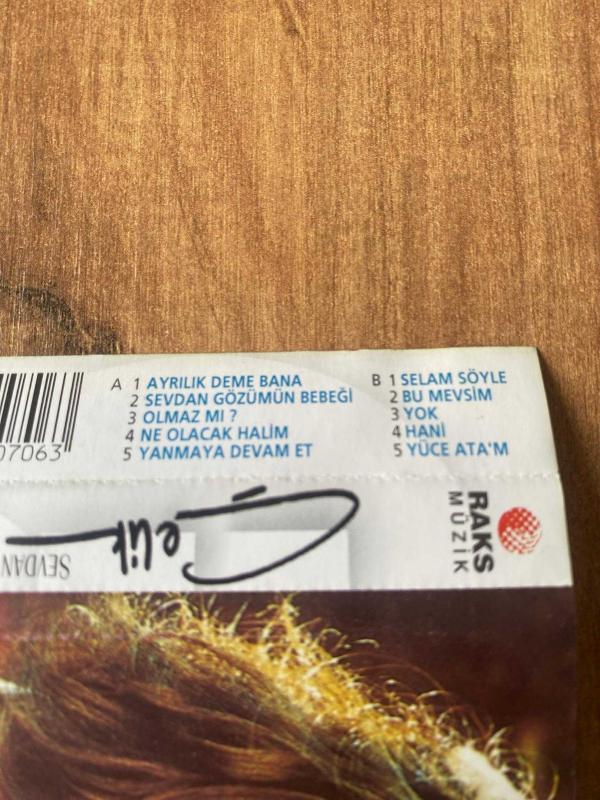 A 1 AYRILIK DEME BANA
2 SEVDAN GÖZÜMÜN BEBEĞİ
3 OLMAZ MI ?
4 NE OLACAK HALİM
5 YANMAYA DEVAM ET
B 1 SELAM SÖYLE
2 BU MEVSİM
3 YOK
4 HANİ
5 YÜCE ATA'M
07063
Çelik
SEVDAN
RAKS
MÜZİK